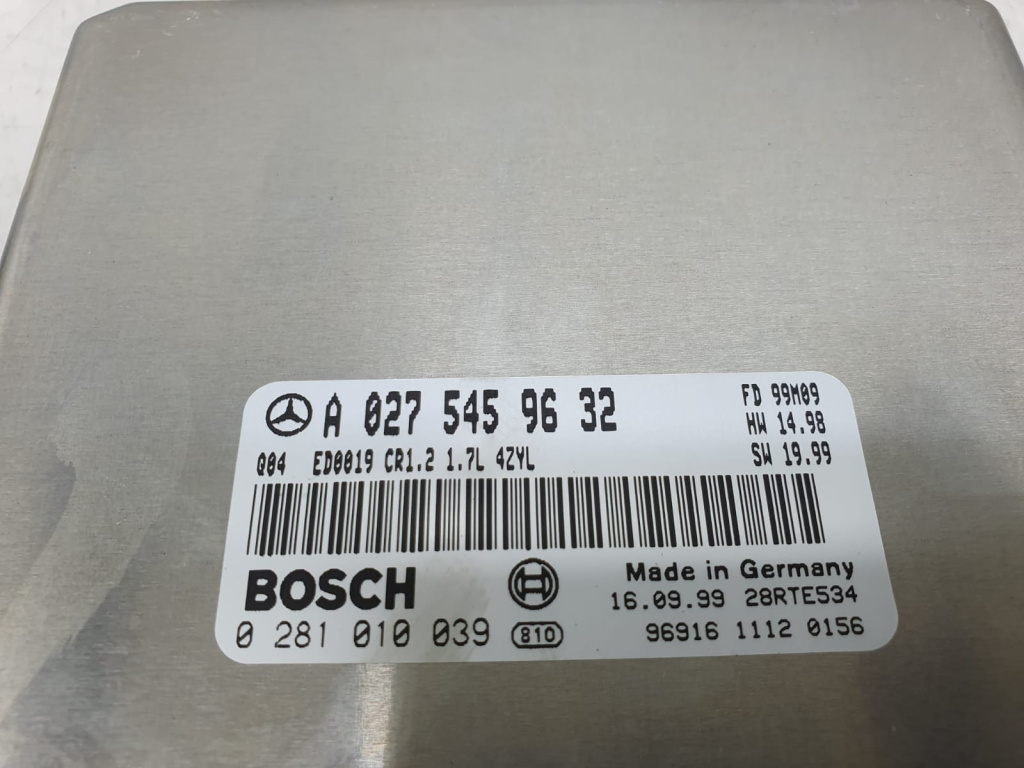 A 027 545 96 32
FD 99M09
HW 14.98
Q04 ED0019 CR1.2 1.7L 4ZYL
SW 19.99
BOSCH
Made in Germany
16.09.99 28RTE534
0 281 010 039
810
96916 1112 0156